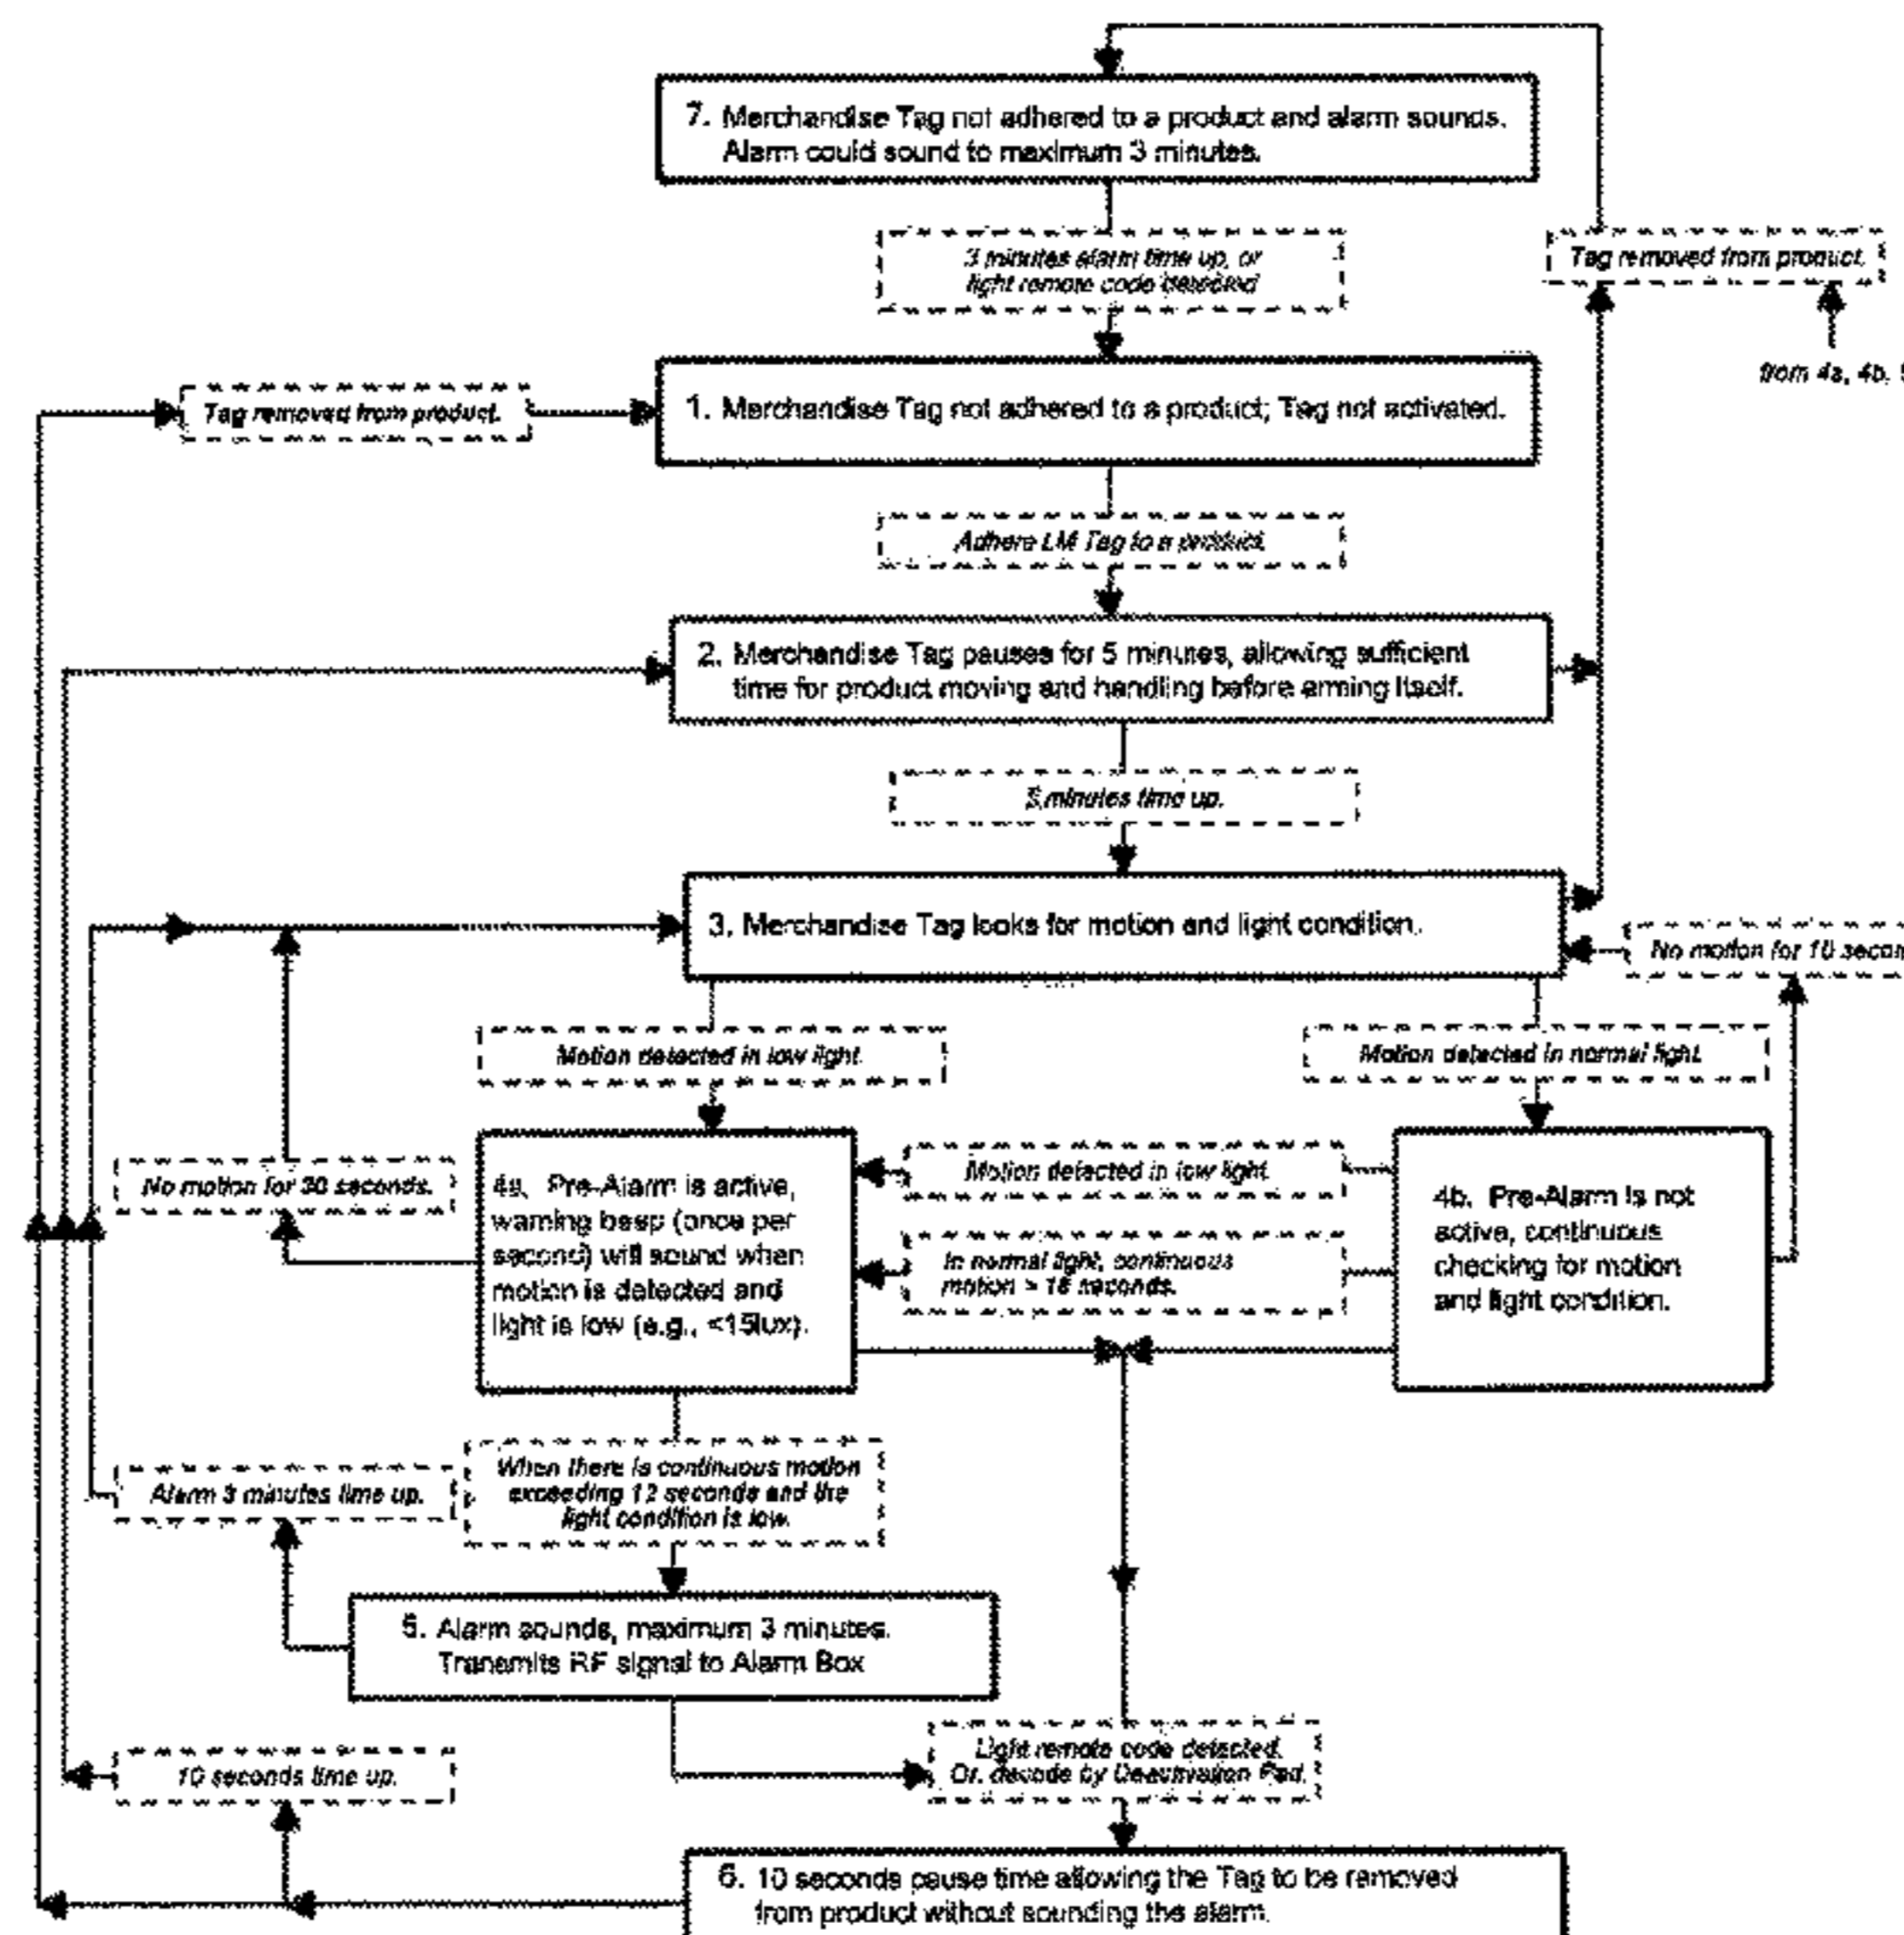 7. Merchandise Tag not adhered to a product and alarm sounds.
Alarm could sound to maximum 3 minutes.
3 minutes alarm time up, or
light remote code detected
Tag removed from product.
from 4a, 4b,
Tag removed from product.
1. Merchandise Tag not adhered to a product; Tag not activated.
Adhere LM Tag to a product.
2. Merchandise Tag pauses for 5 minutes, allowing sufficient
time for product moving and handling before arming itself.
5 minutes time up.
3. Merchandise Tag looks for motion and light condition.
No motion for 10
Motion detected in low light.
Motion detected in normal light.
No motion for 30 seconds.
4a. Pre-Alarm is active,
warning beep (once per
second) will sound when
motion is detected and
light is low (e.g., <15lux).
Motion detected in low light.
In normal light, continuous
motion > seconds.
4b. Pre-Alarm is not
active, continuous
checking for motion
and light condition.
Alarm 3 minutes time up.
When there is continuous motion
exceeding 12 seconds and the
light condition is low.
5. Alarm sounds, maximum 3 minutes.
Transmits RF signal to Alarm Box
10 seconds time up.
Light remote code detected.
Or, decode by Deactivation Pad.
6. 10 seconds pause time allowing the Tag to be removed
from product without sounding the alarm.